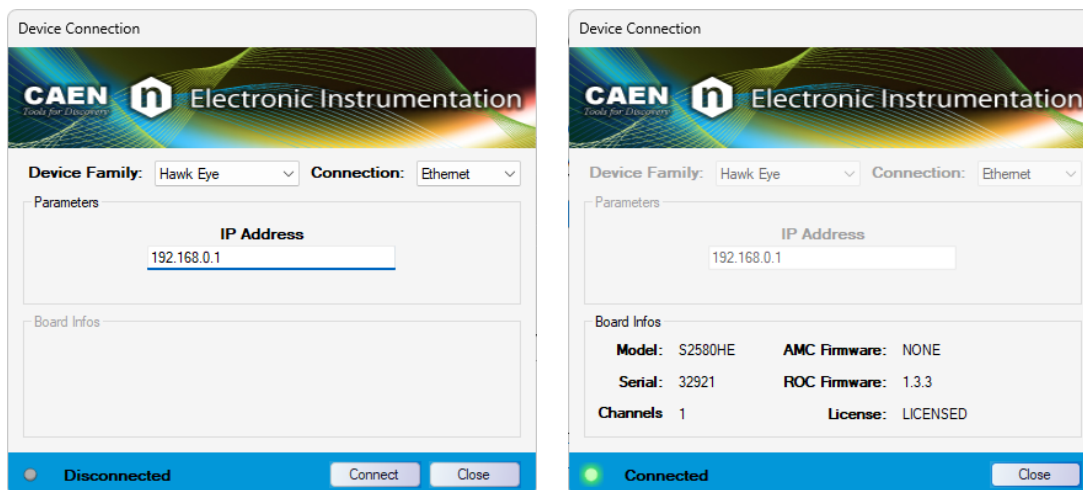 Device Connection
CAEN n Electronic Instrumentation
Tools for Discovery
Device Family: Hawk Eye Connection: Ethernet
Parameters
IP Address
192.168.0.1
Board Infos
Disconnected Connect Close
Device Connection
CAEN n Electronic Instrumentation
Tools for Discovery
Device Family: Hawk Eye Connection: Ethernet
Parameters
IP Address
192.168.0.1
Board Infos
Model: S2580HE AMC Firmware: NONE
Serial: 32921 ROC Firmware: 1.3.3
Channels 1 License: LICENSED
Connected Close